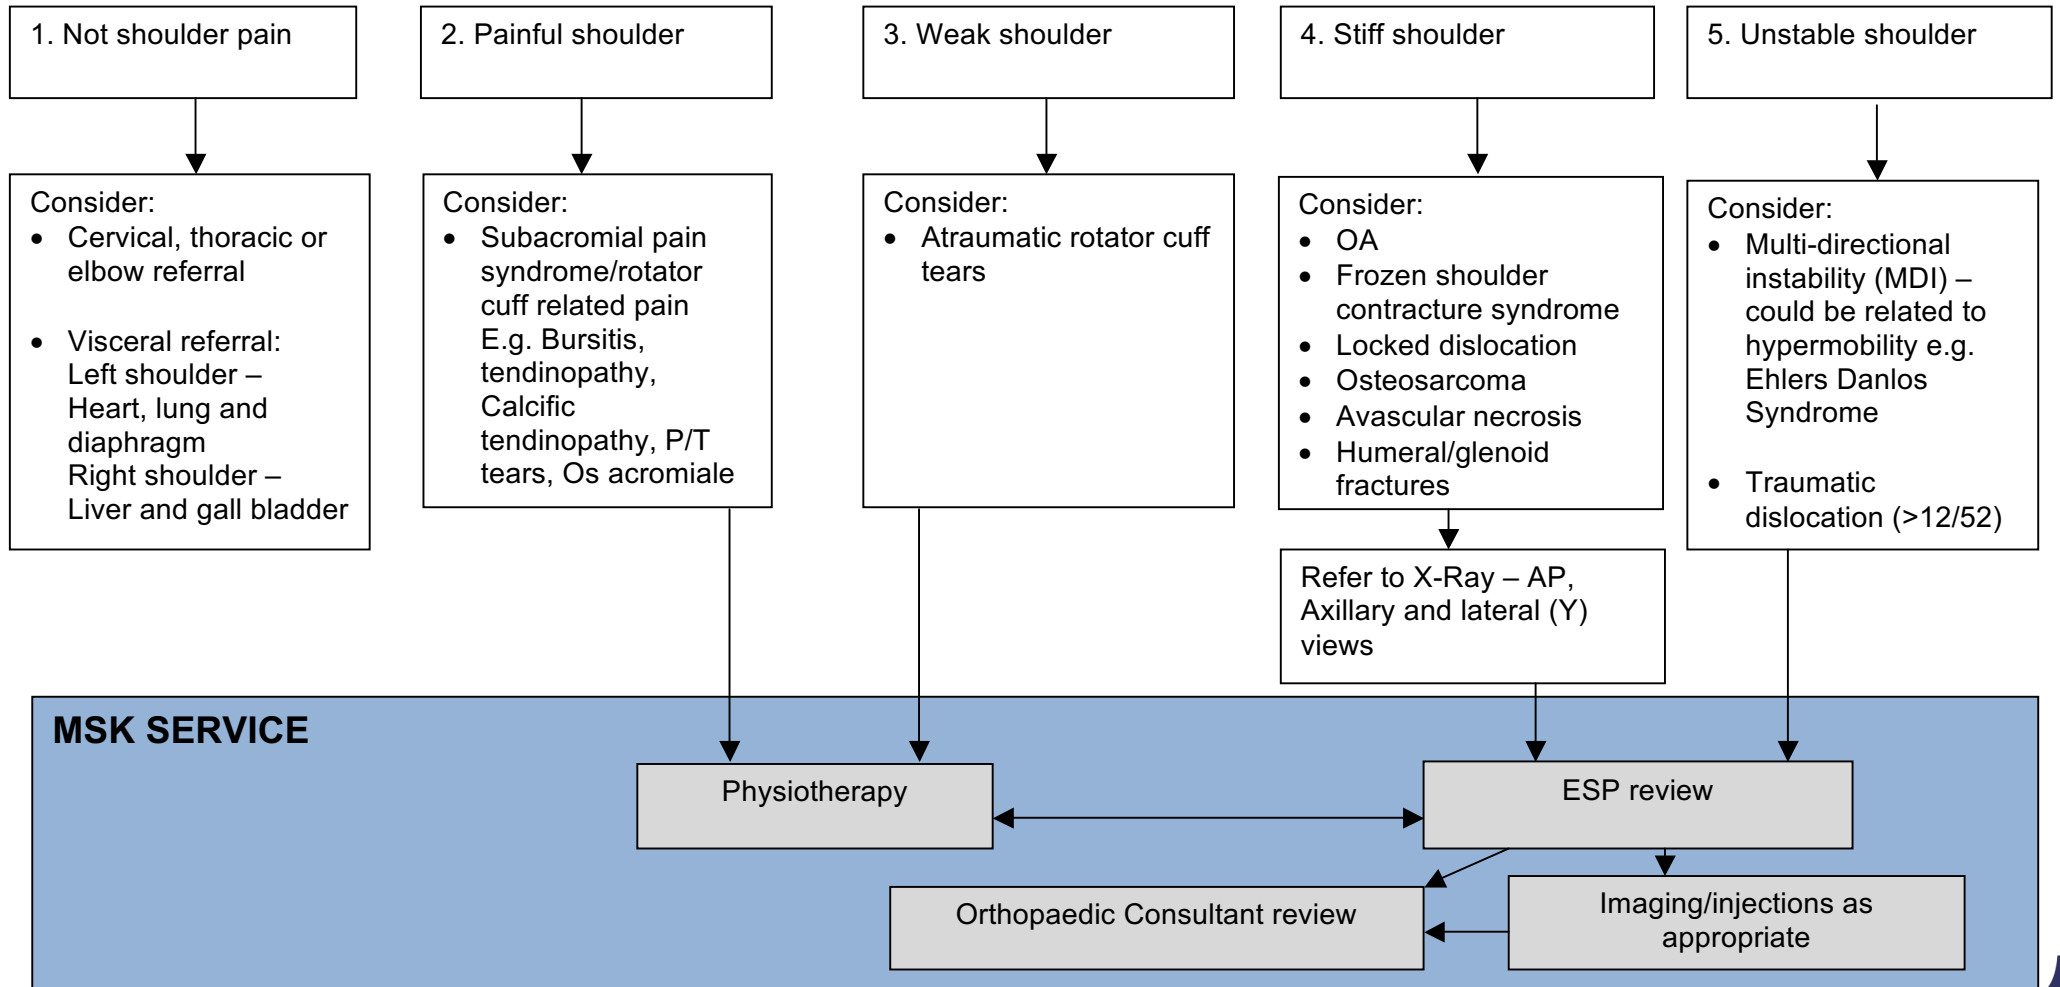 1. Not shoulder pain
2. Painful shoulder
3. Weak shoulder
4. Stiff shoulder
5. Unstable shoulder
Consider:
• Cervical, thoracic or
elbow referral
• Visceral referral:
Left shoulder –
Heart, lung and
diaphragm
Right shoulder –
Liver and gall bladder
Consider:
• Subacromial pain
syndrome/rotator
cuff related pain
E.g. Bursitis,
tendinopathy,
Calcific
tendinopathy, P/T
tears, Os acromiale
Consider:
• Atraumatic rotator cuff
tears
Consider:
• OA
• Frozen shoulder
contracture syndrome
• Locked dislocation
• Osteosarcoma
• Avascular necrosis
• Humeral/glenoid
fractures
Consider:
• Multi-directional
instability (MDI) –
could be related to
hypermobility e.g.
Ehlers Danlos
Syndrome
• Traumatic
dislocation (>12/52)
Refer to X-Ray – AP,
Axillary and lateral (Y)
views
MSK SERVICE
Physiotherapy
ESP review
Orthopaedic Consultant review
Imaging/injections as
appropriate